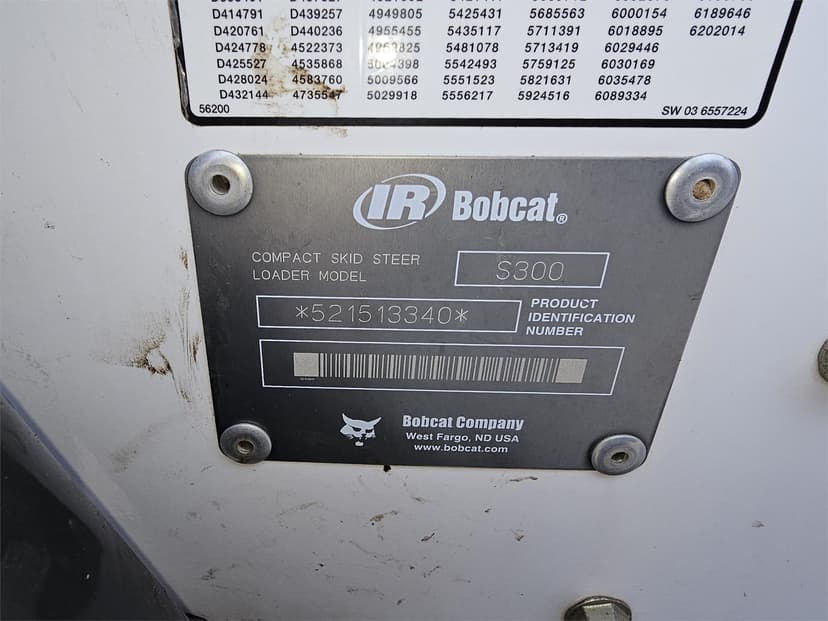 D414791 D439257 4949805 5425431 5685563 6000154 6189646
D420761 D440236 4955455 5435117 5711391 6018895 6202014
D424778 4522373 5481078 5713419 6029446
D425527 4535868 5542493 5759125 6030169
D428024 4583760 5009566 5551523 5821631 6035478
D432144 4735547 5029918 5556217 5924516 6089334
56200 SW 03 6557224
IR Bobcat®
COMPACT SKID STEER
LOADER MODEL S300
*521513340* PRODUCT
IDENTIFICATION
NUMBER
Bobcat Company
West Fargo, ND USA
www.bobcat.com